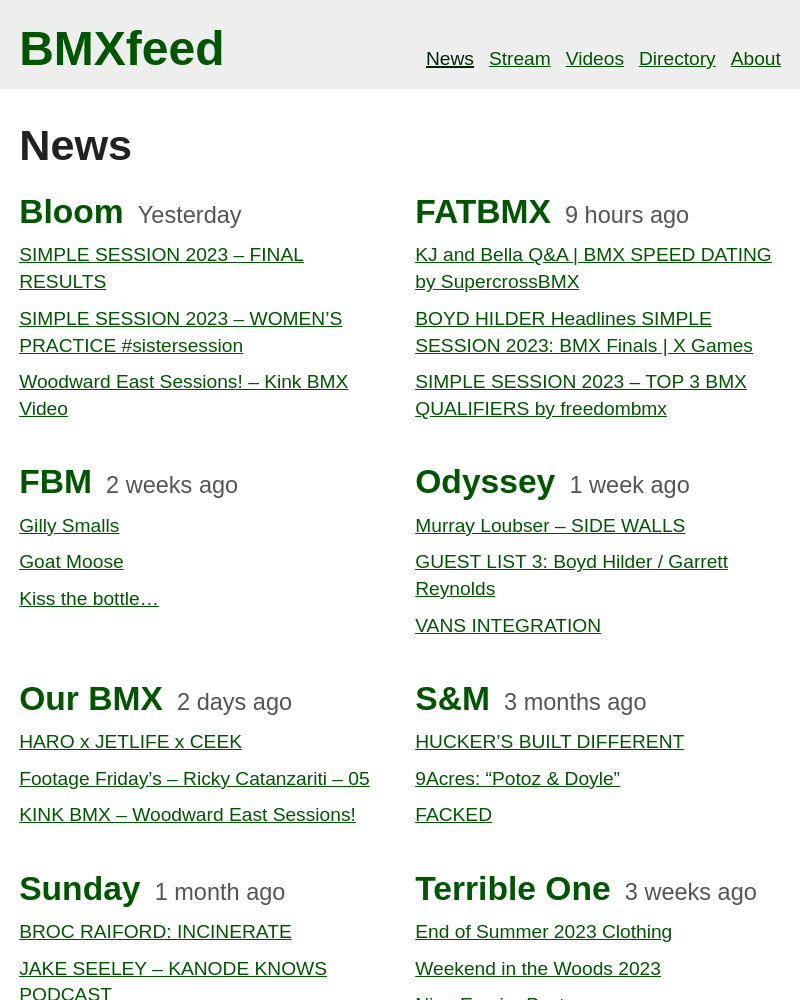 BMXfeed
News Stream Videos Directory About
News
Bloom Yesterday
SIMPLE SESSION 2023 – FINAL
RESULTS
SIMPLE SESSION 2023 – WOMEN’S
PRACTICE #sistersession
Woodward East Sessions! – Kink BMX
Video
FATBMX 9 hours ago
KJ and Bella Q&A | BMX SPEED DATING
by SupercrossBMX
BOYD HILDER Headlines SIMPLE
SESSION 2023: BMX Finals | X Games
SIMPLE SESSION 2023 – TOP 3 BMX
QUALIFIERS by freedombmx
FBM 2 weeks ago
Gilly Smalls
Goat Moose
Kiss the bottle…
Odyssey 1 week ago
Murray Loubser – SIDE WALLS
GUEST LIST 3: Boyd Hilder / Garrett
Reynolds
VANS INTEGRATION
Our BMX 2 days ago
HARO x JETLIFE x CEEK
Footage Friday’s – Ricky Catanzariti – 05
KINK BMX – Woodward East Sessions!
S&M 3 months ago
HUCKER’S BUILT DIFFERENT
9Acres: “Potoz & Doyle”
FACKED
Sunday 1 month ago
BROC RAIFORD: INCINERATE
JAKE SEELEY – KANODE KNOWS
PODCAST
Terrible One 3 weeks ago
End of Summer 2023 Clothing
Weekend in the Woods 2023